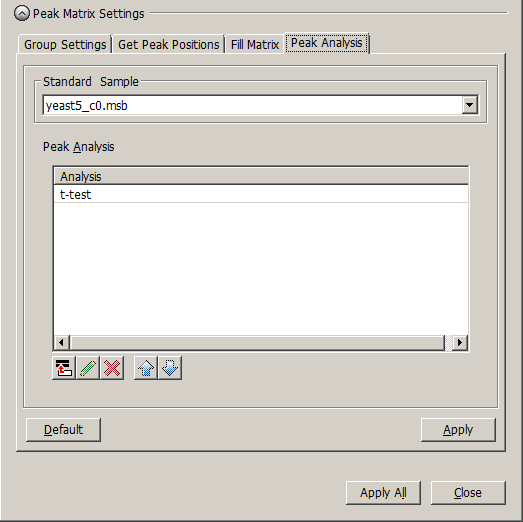 Peak Matrix Settings
Group Settings Get Peak Positions Fill Matrix Peak Analysis
Standard Sample
yeast5_c0.msb
Peak Analysis
Analysis
t-test
Default Apply
Apply All Close